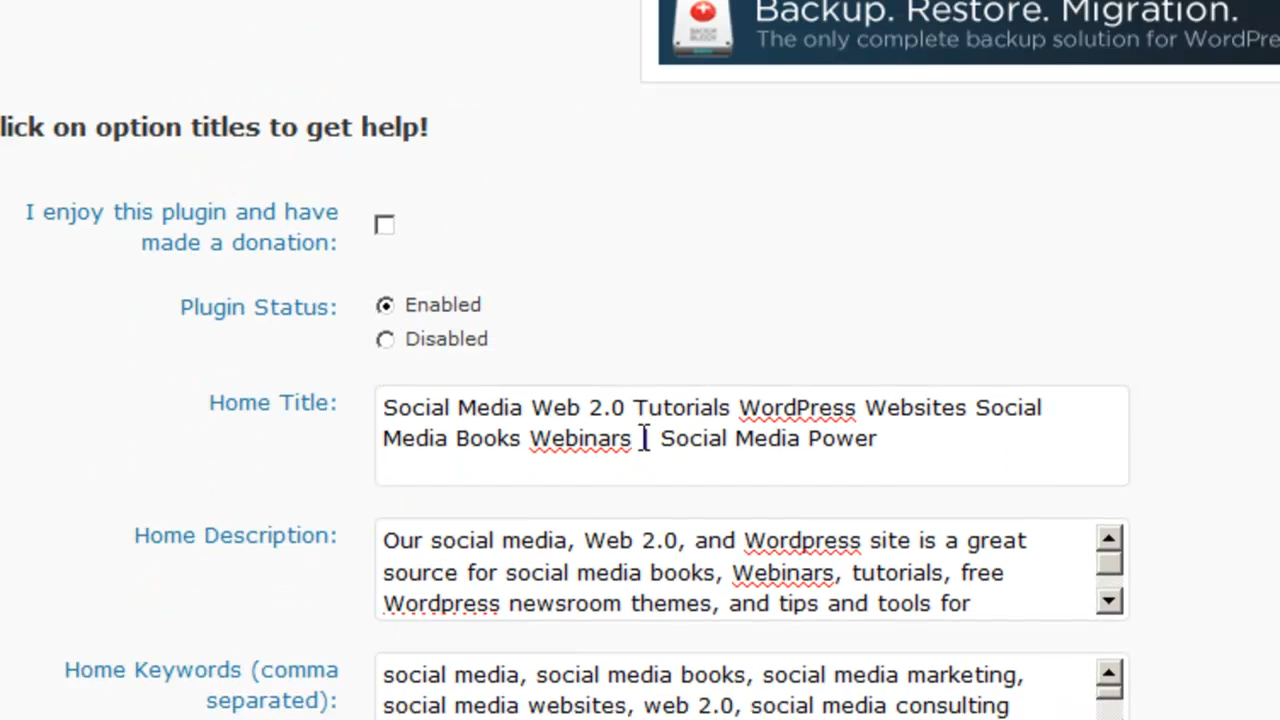 Backup. Restore. Migration.
The only complete backup solution for WordPre
lick on option titles to get help!
I enjoy this plugin and have
made a donation:
Plugin Status:
Enabled
Disabled
Home Title:
Social Media Web 2.0 Tutorials WordPress Websites Social
Media Books Webinars | Social Media Power
Home Description:
Our social media, Web 2.0, and Wordpress site is a great
source for social media books, Webinars, tutorials, free
Wordpress newsroom themes, and tips and tools for
Home Keywords (comma
separated):
social media, social media books, social media marketing,
social media websites, web 2.0, social media consulting